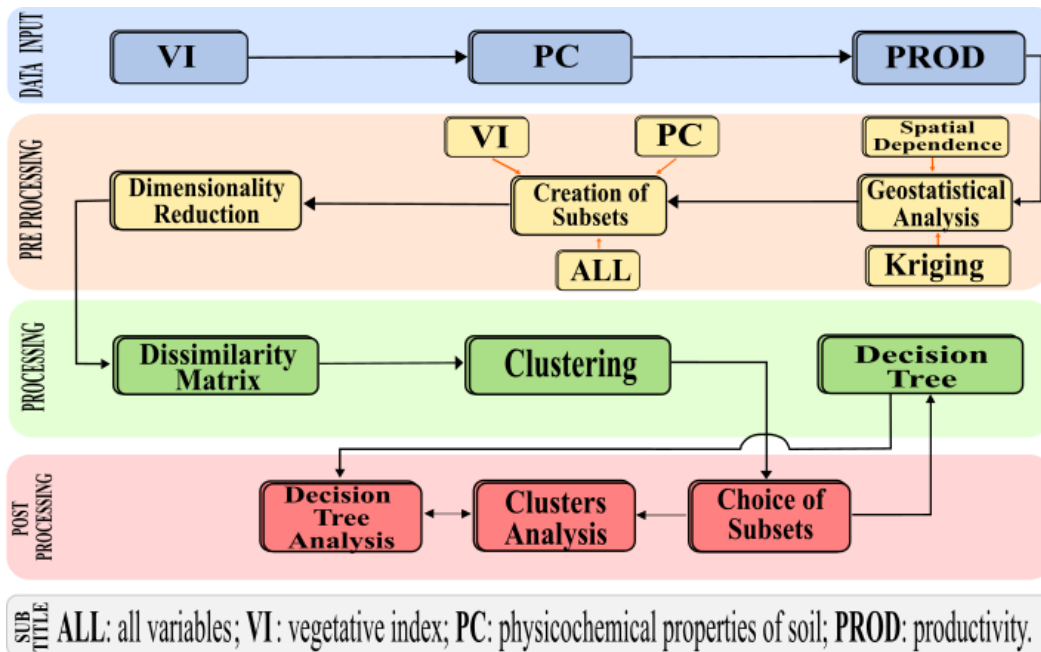 DATA INPUT
VI
PC
PROD
PRE PROCESSING
VI
PC
Spatial
Dependence
Dimensionality
Reduction
Creation of
Subsets
Geostatistical
Analysis
ALL
Kriging
PROCESSING
Dissimilarity
Matrix
Clustering
Decision
Tree
POST
PROCESSING
Decision
Tree
Analysis
Clusters
Analysis
Choice of
Subsets
SUB
TITLE
ALL: all variables; VI: vegetative index; PC: physicochemical properties of soil; PROD: productivity.